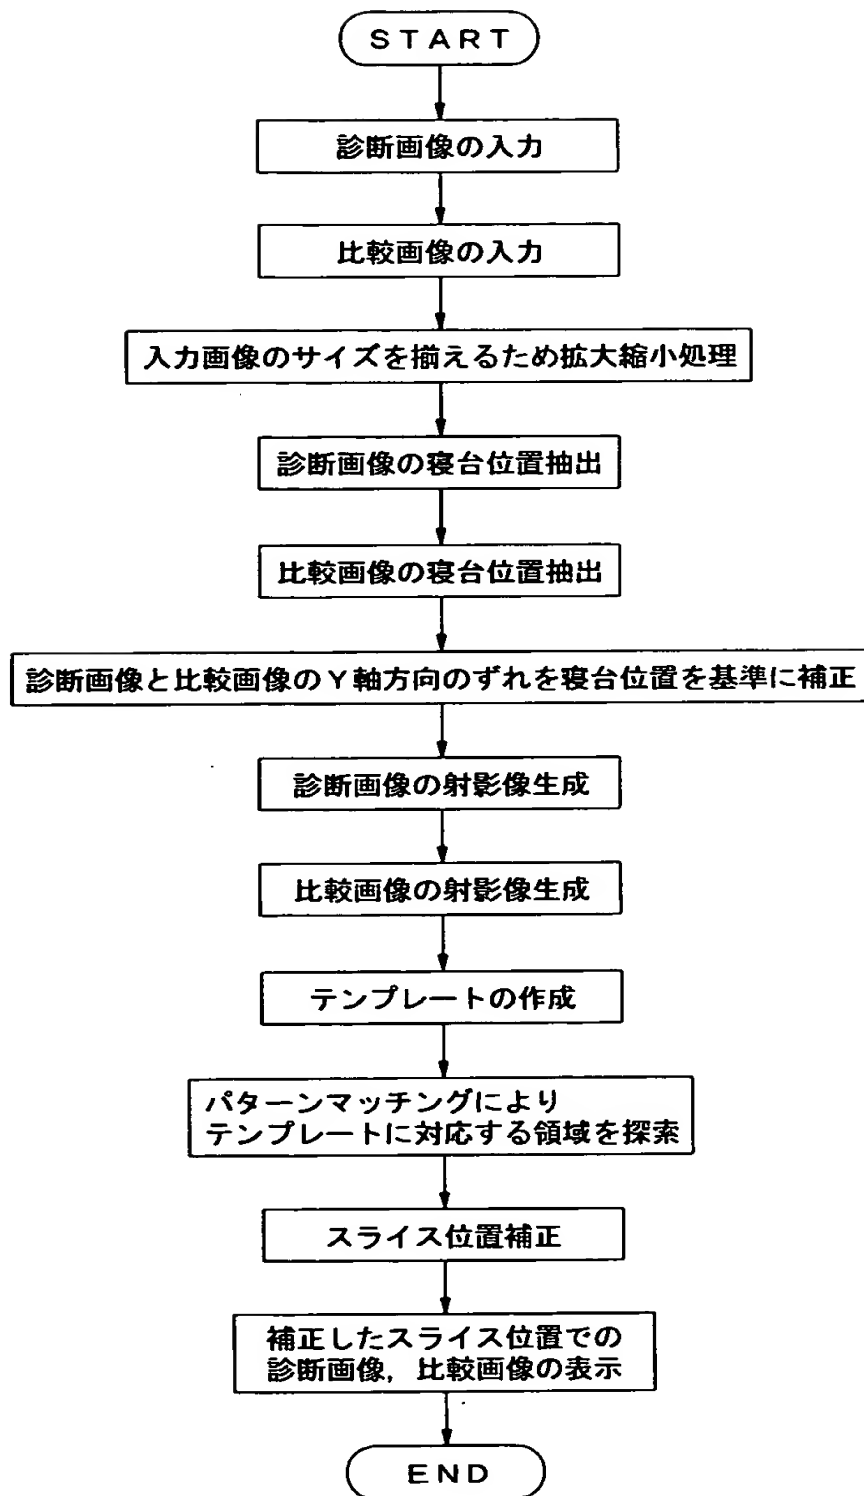 START
診断画像の入力
比較画像の入力
入力画像のサイズを揃えるため拡大縮小処理
診断画像の寝台位置抽出
比較画像の寝台位置抽出
診断画像と比較画像のY軸方向のずれを寝台位置を基準に補正
診断画像の射影像生成
比較画像の射影像生成
テンプレートの作成
パターンマッチングにより
テンプレートに対応する領域を探索
スライス位置補正
補正したスライス位置での
診断画像,比較画像の表示
END